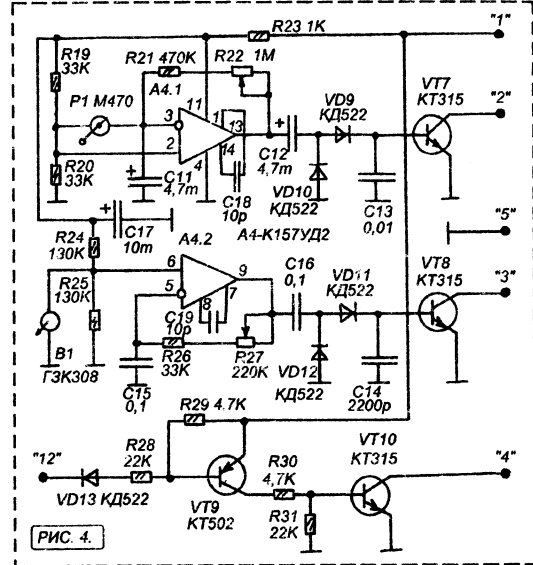 R23 1K
"1"
R19
33K
R21 470K
R22
1M
A4.1
VT7
КТ315
P1 M470
VD9
КД522
"2"
3
11
1
13
2
14
4
R20
33K
C11
4,7m
C18
10p
C12
4,7m
VD10
КД522
C13
0,01
"5"
C17
10m
R24
130K
A4.2
A4-К157УД2
C16
0,1
VD11
КД522
VT8
КТ315
"3"
6
9
5
8
7
R25
130K
C19
10p
B1
ГЗК308
R26
33K
R27
220K
VD12
КД522
C14
2200p
C15
0,1
R29 4.7K
"12"
R28
22K
VT10
КТ315
"4"
R30
4,7K
VD13 КД522
VT9
КТ502
R31
22K
РИС. 4.